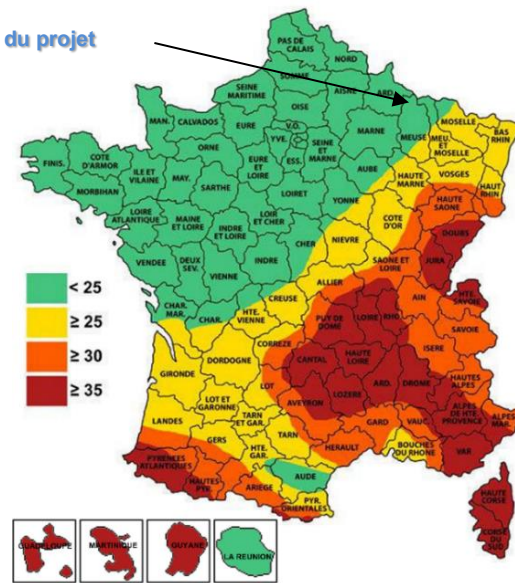 du projet
PAS DE
CALAIS
NORD
SOMME
SEINE
MARITIME
AISNE
ARD.
OISE
MAN.
CALVADOS
EURE
V.O.
YVE.
ESS.
SEINE
ET
MARNE
MARNE
MEUSE
MOSELLE
MEU.
ET
MOSELLE
BAS
RHIN
FINIS.
COTE
D'ARMOR
ILE ET
VILAINE
MAY.
ORNE
EURE
ET
LOIRE
AUBE
HAUTE
MARNE
VOSGES
HAUT
RHIN
MORBIHAN
SARTHE
LOIRET
YONNE
HAUTE
SAONE
LOIRE
ATLANTIQUE
MAINE
ET LOIRE
INDRE
ET
LOIRE
LOIR
ET CHER
CHER
NIEVRE
COTE
D'OR
DOUBS
JURA
VENDEE
DEUX
SEV.
VIENNE
INDRE
SAONE
ET LOIRE
ALLIER
< 25
≥ 25
≥ 30
≥ 35
CHAR.
MAR.
CHAR.
HTE.
VIENNE
CREUSE
PUY DE
DOME
LOIRE
RHO.
AIN
HTE.
SAVOIE
SAVOIE
CORREZE
CANTAL
HAUTE
LOIRE
ISERE
GIRONDE
DORDOGNE
LOT
AVEYRON
LOZERE
ARD.
DROME
HAUTES
ALPES
LOT ET
GARONNE
TARN
ET GAR.
TARN
GARD
VAUC.
ALPES
DE HTE.
PROVENCE
ALPES
MAR.
LANDES
GERS
HTE.
GAR.
HERAULT
BOUCHES
DU RHONE
VAR
PYRENEES
ATLANTIQUES
HAUTES
PYR.
ARIEGE
AUDE
PYR.
ORIENTALES
HAUTE
CORSE
CORSE
DU
SUD
GUADELOUPE
MARTINIQUE
GUYANE
LA REUNION